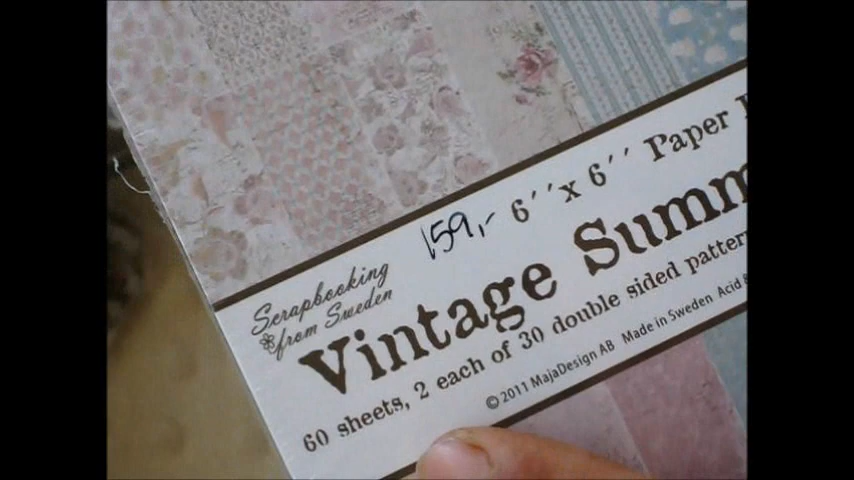 159,- 6''x 6'' Paper
Scrapbooking
from Sweden
Vintage Summ
60 sheets, 2 each of 30 double sided pattern
©2011 MajaDesign AB Made in Sweden Acid